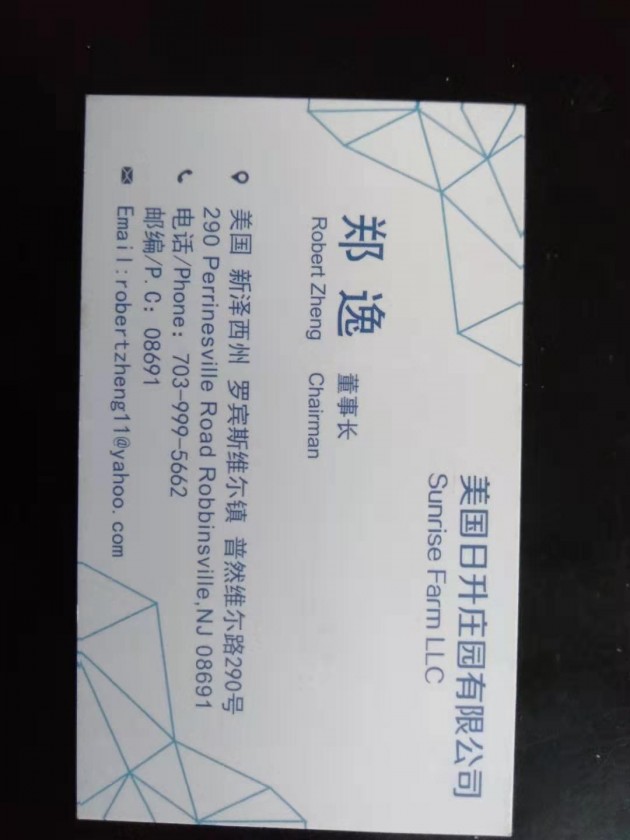 美国日升庄园有限公司
Sunrise Farm LLC
郑逸 董事长
Robert Zheng Chairman
美国 新泽西州 罗宾斯维尔镇 普然维尔路290号
290 Perrinesville Road Robbinsville,NJ 08691
电话/Phone: 703-999-5662
邮编/P.C: 08691
Email:robertzheng11@yahoo.com